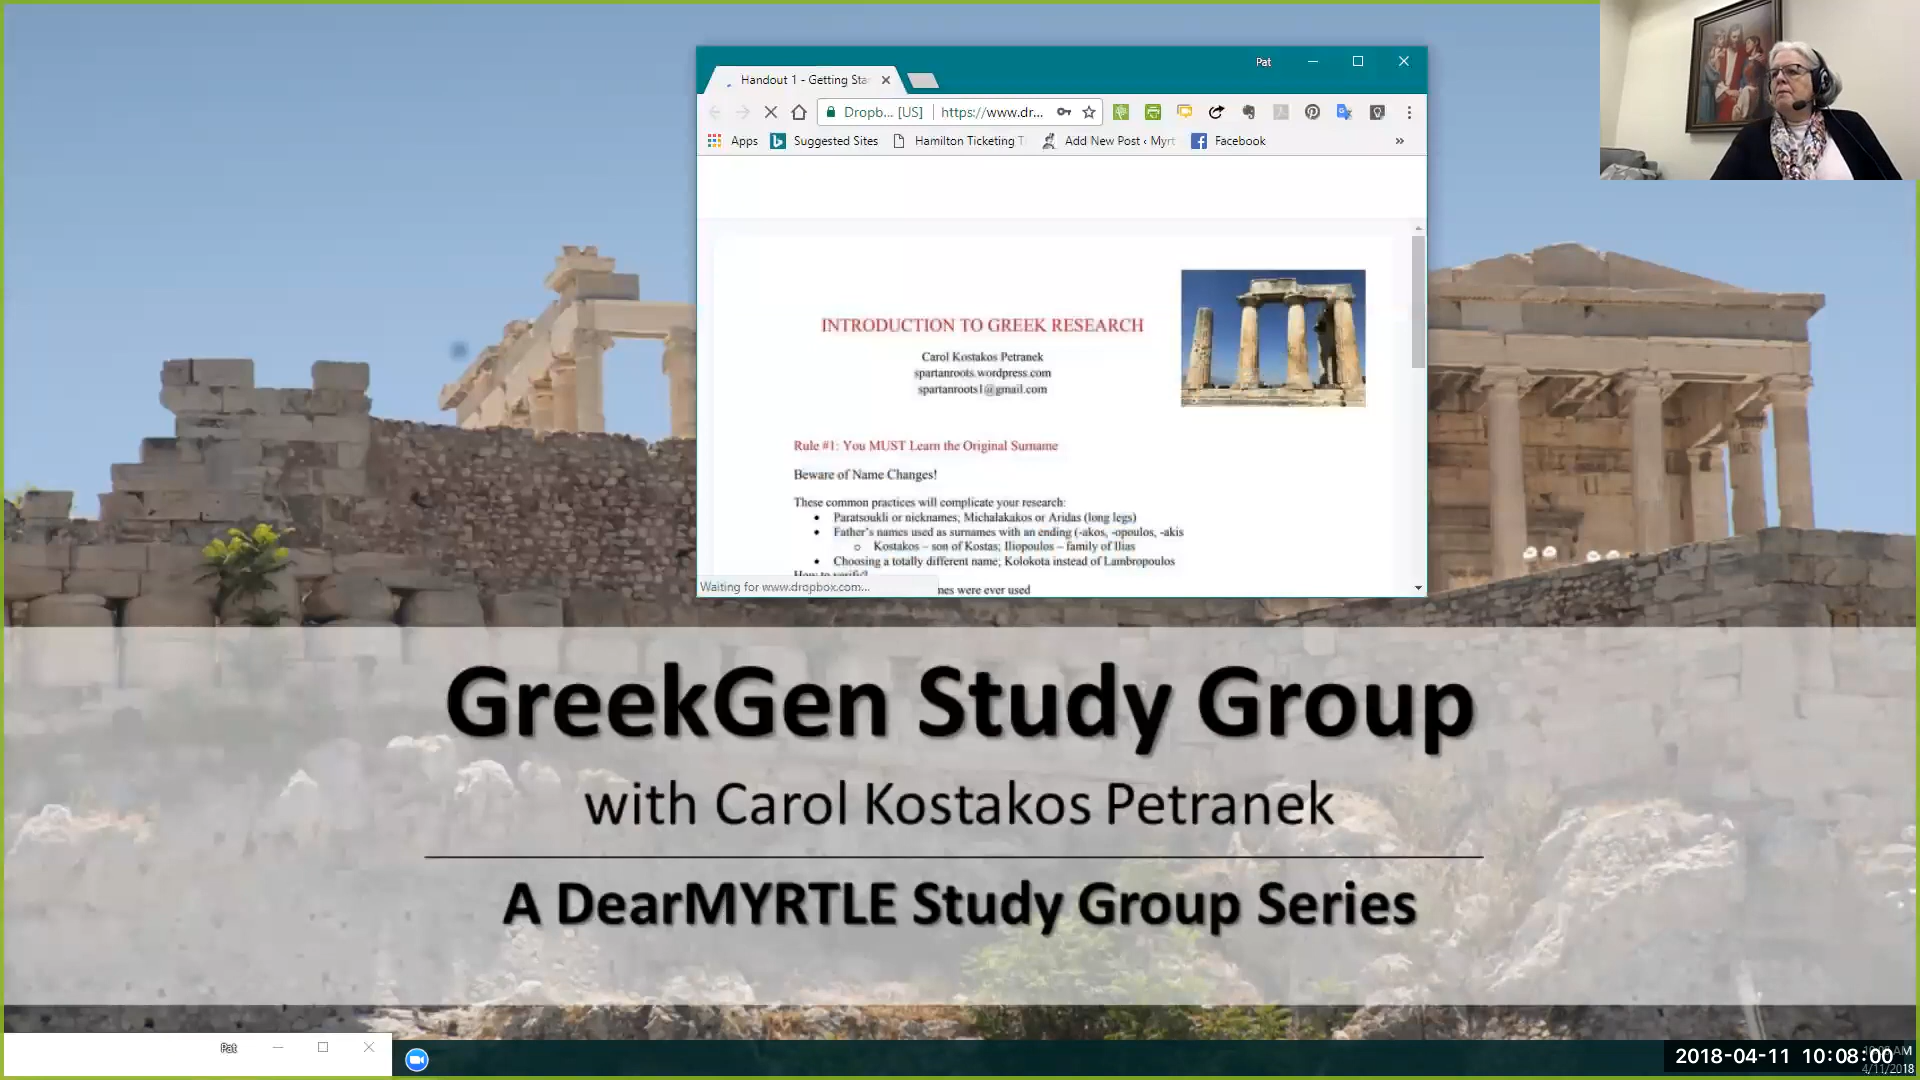 Pat
Handout 1 - Getting Sta
Dropb... [US] https://www.dr...
Apps Suggested Sites Hamilton Ticketing T Add New Post ‹ Myrt Facebook »
INTRODUCTION TO GREEK RESEARCH
Carol Kostakos Petranek
spartanroots.wordpress.com
spartanroots1@gmail.com
Rule #1: You MUST Learn the Original Surname
Beware of Name Changes!
These common practices will complicate your research:
• Paratsoukli or nicknames; Michalakakos or Aridas (long legs)
• Father's names used as surnames with an ending (-akos, -opoulos, -akis
o Kostakos – son of Kostas; Iliopoulos – family of Ilias
• Choosing a totally different name; Kolokota instead of Lambropoulos
How to verify?
Waiting for www.dropbox.com... nes were ever used
GreekGen Study Group
with Carol Kostakos Petranek
A DearMYRTLE Study Group Series
Pat
2018-04-11 10:08:00
4/11/2018